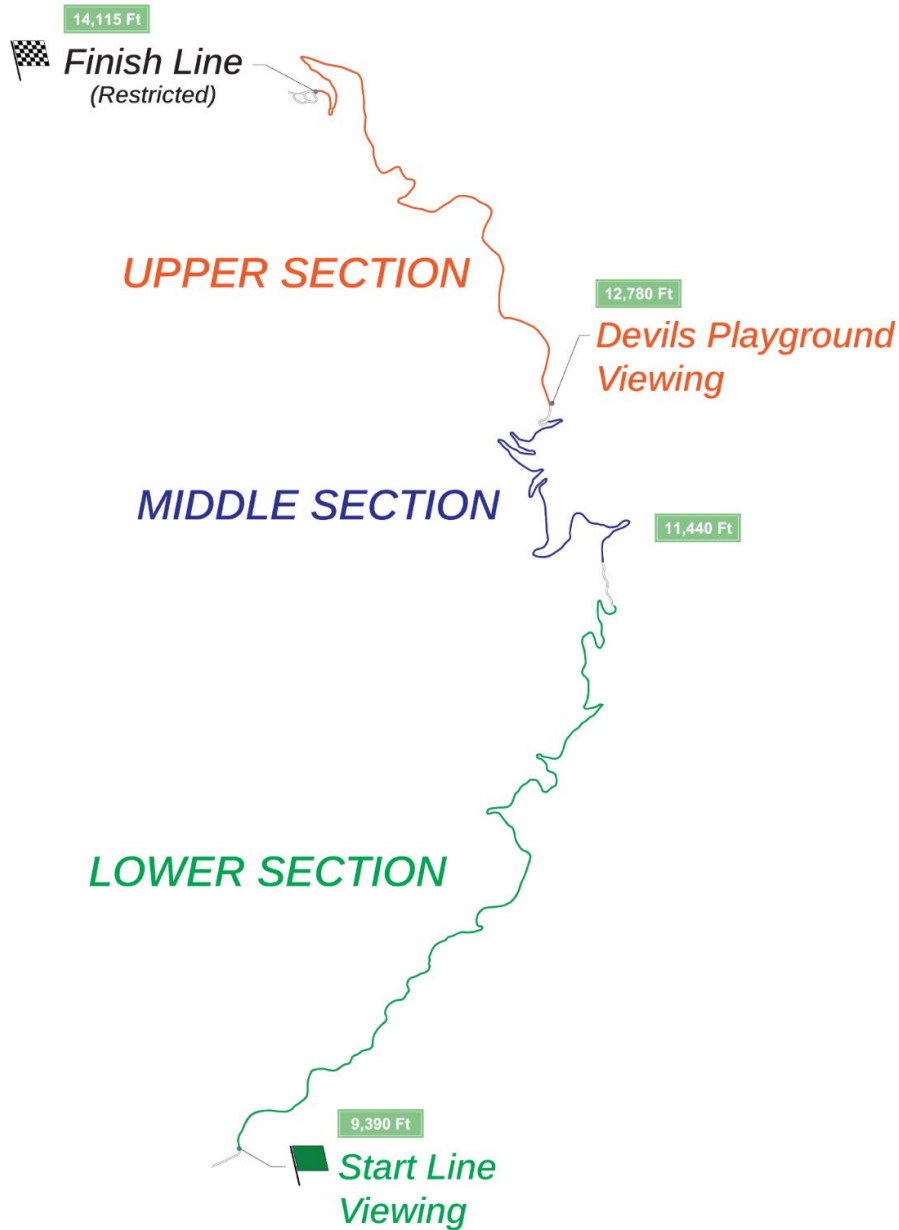 14,115 Ft
Finish Line
(Restricted)
UPPER SECTION
12,780 Ft
Devils Playground
Viewing
MIDDLE SECTION
11,440 Ft
LOWER SECTION
9,390 Ft
Start Line
Viewing